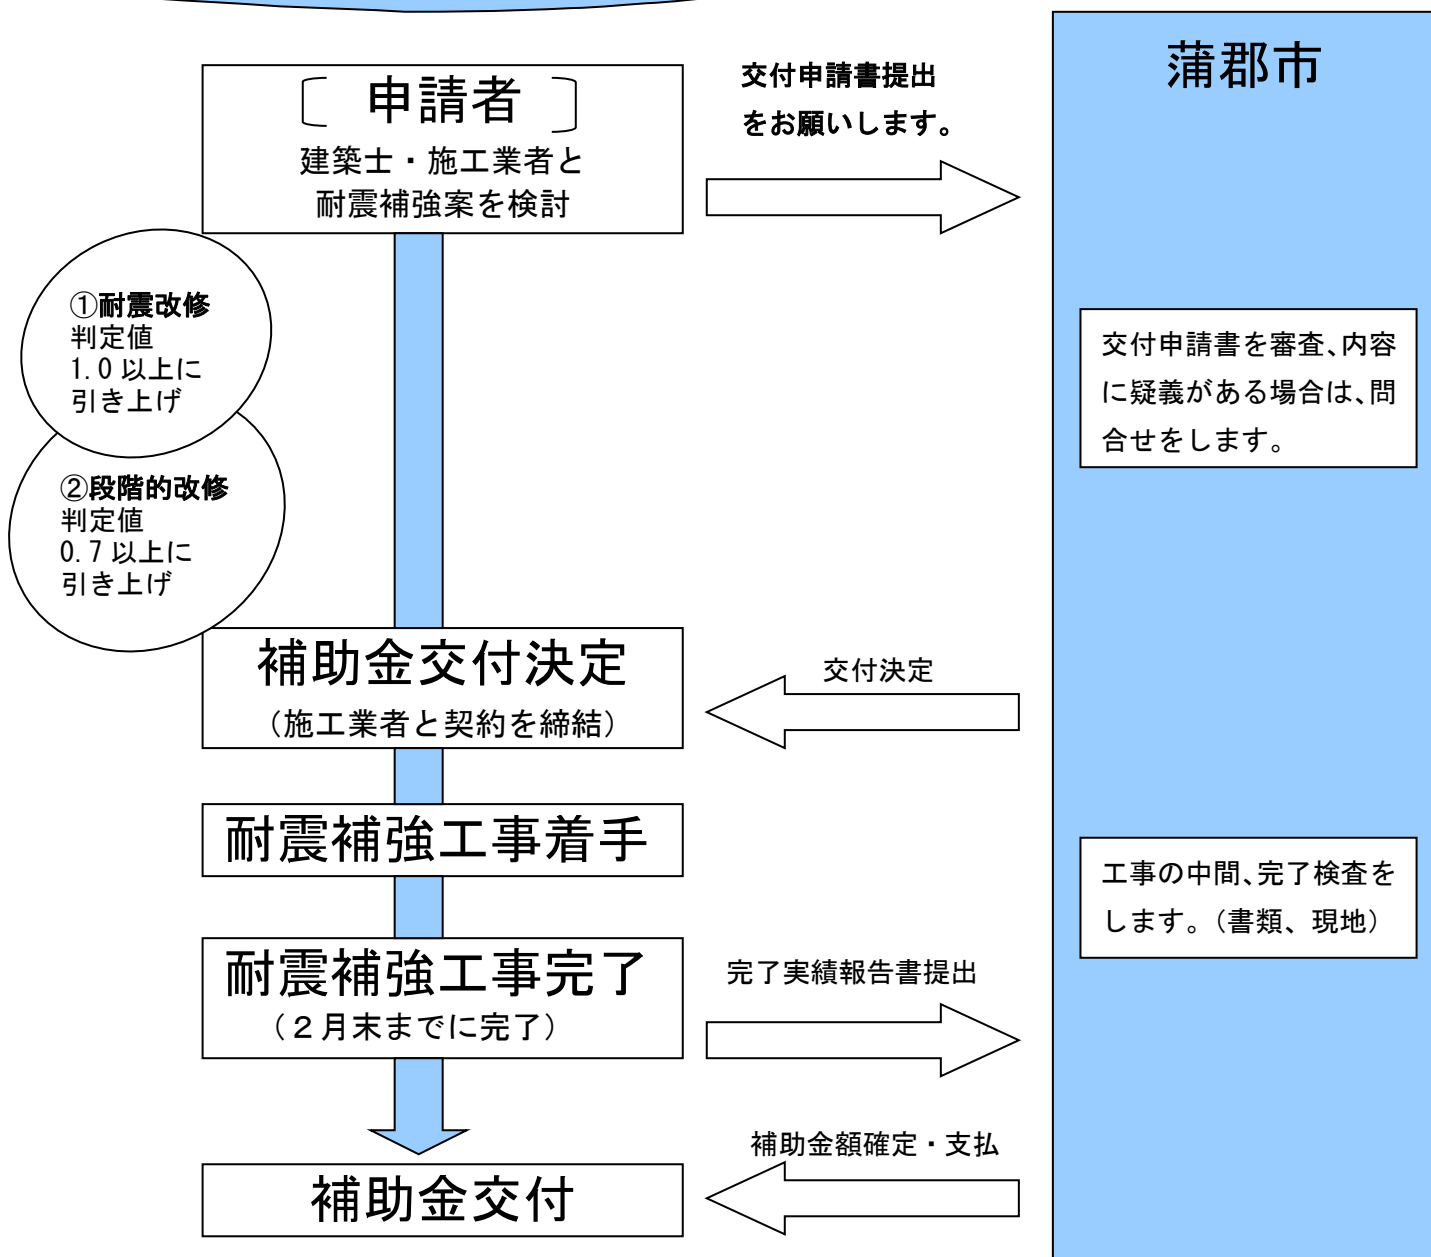 蒲郡市
申請者
建築士・施工業者と
耐震補強案を検討
交付申請書提出
をお願いします。
①耐震改修
判定値
1.0以上に
引き上げ
②段階的改修
判定値
0.7以上に
引き上げ
交付申請書を審査、内容
に疑義がある場合は、問
合せをします。
補助金交付決定
（施工業者と契約を締結）
交付決定
耐震補強工事着手
工事の中間、完了検査を
します。（書類、現地）
耐震補強工事完了
（２月末までに完了）
完了実績報告書提出
補助金額確定・支払
補助金交付